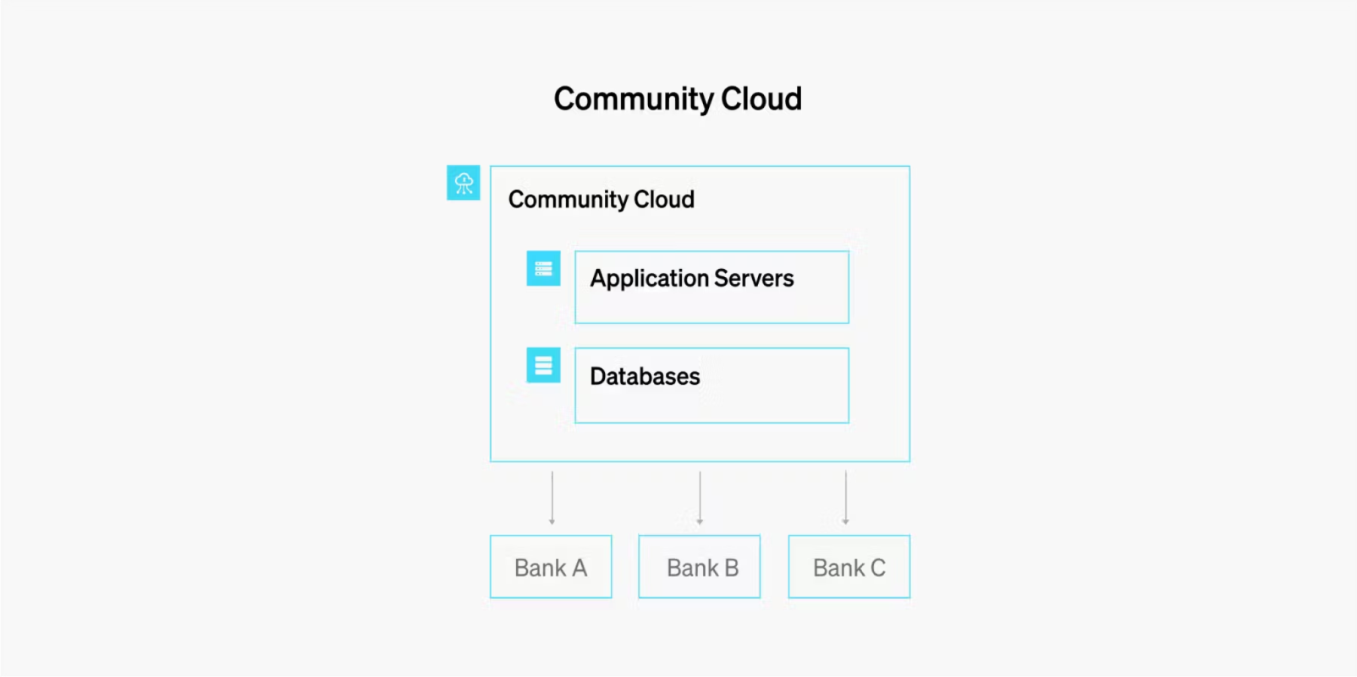 Community Cloud
Community Cloud
Application Servers
Databases
Bank A
Bank B
Bank C